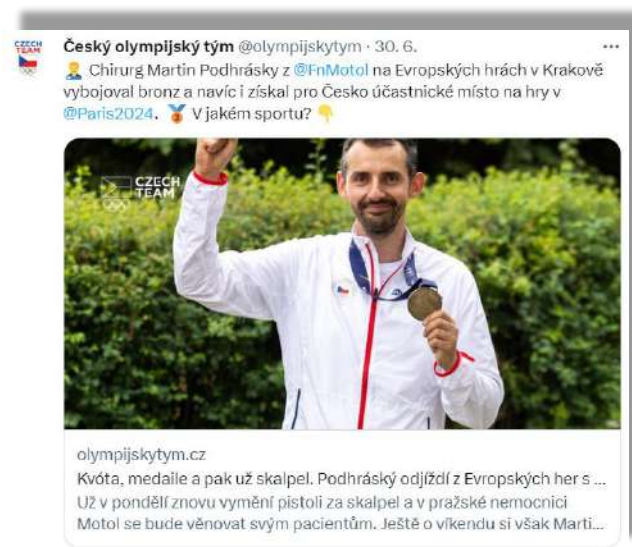 CZECH
TEAM
Český olympijský tým @olympijskytym · 30. 6.
Chirurg Martin Podhrásky z @FnMotol na Evropských hrách v Krakově
vybojoval bronz a navíc i získal pro Česko účastnické místo na hry v
@Paris2024. V jakém sportu?
CZECH
TEAM
olympijskytym.cz
Kvóta, medaile a pak už skalpel. Podhráský odjíždí z Evropských her s ...
Už v pondělí znovu vymění pistoli za skalpel a v pražské nemocnici
Motol se bude věnovat svým pacientům. Ještě o víkendu si však Marti...